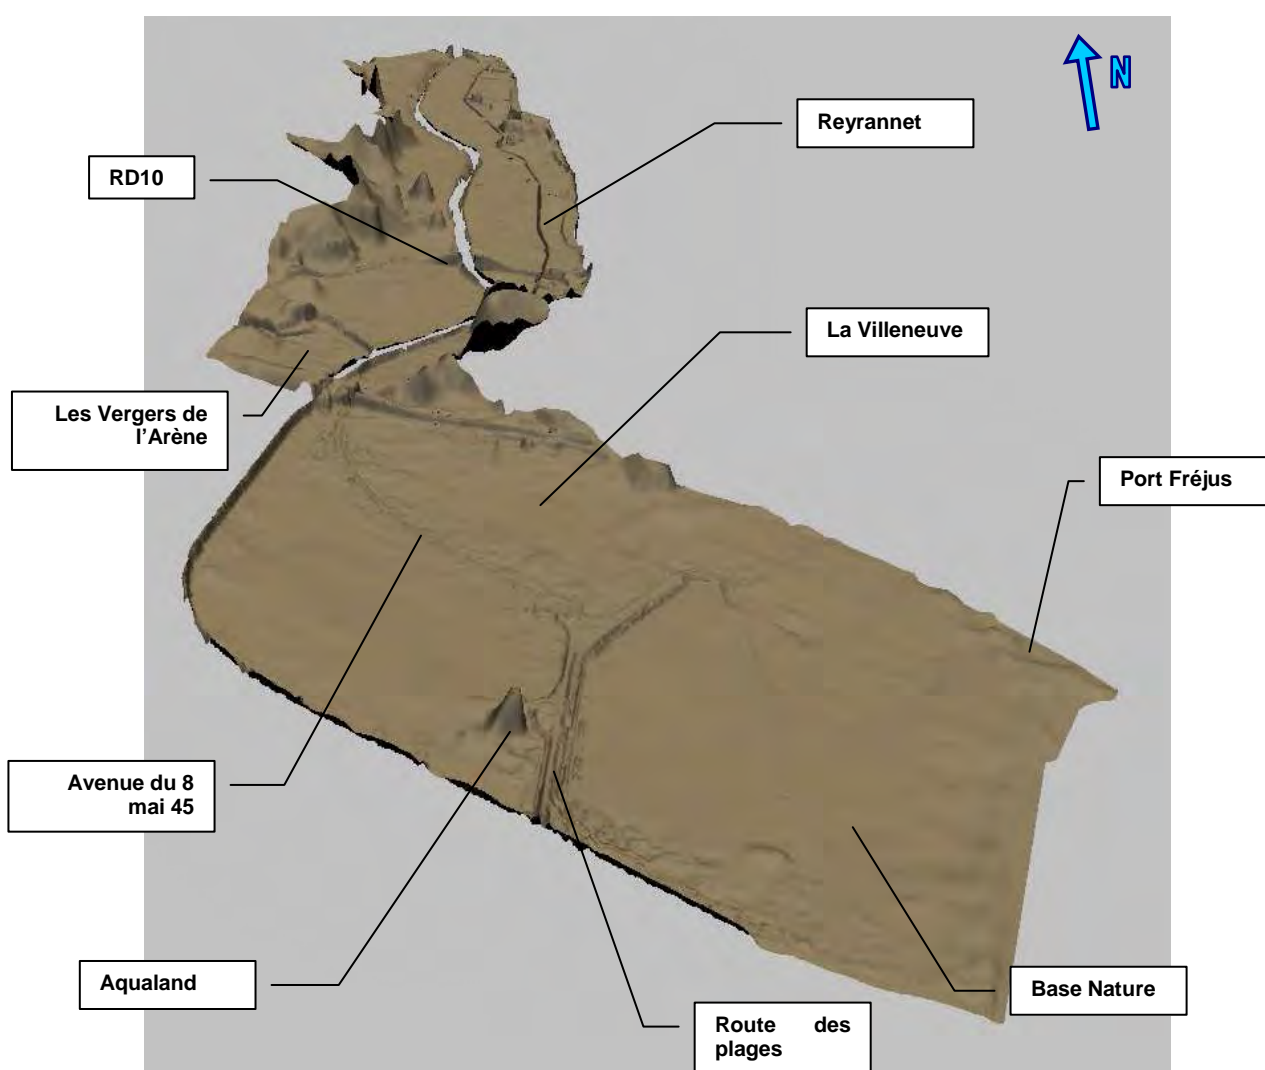 N
Reyrannet
RD10
La Villeneuve
Les Vergers de
l'Arène
Port Fréjus
Avenue du 8
mai 45
Aqualand
Base Nature
Route des
plages